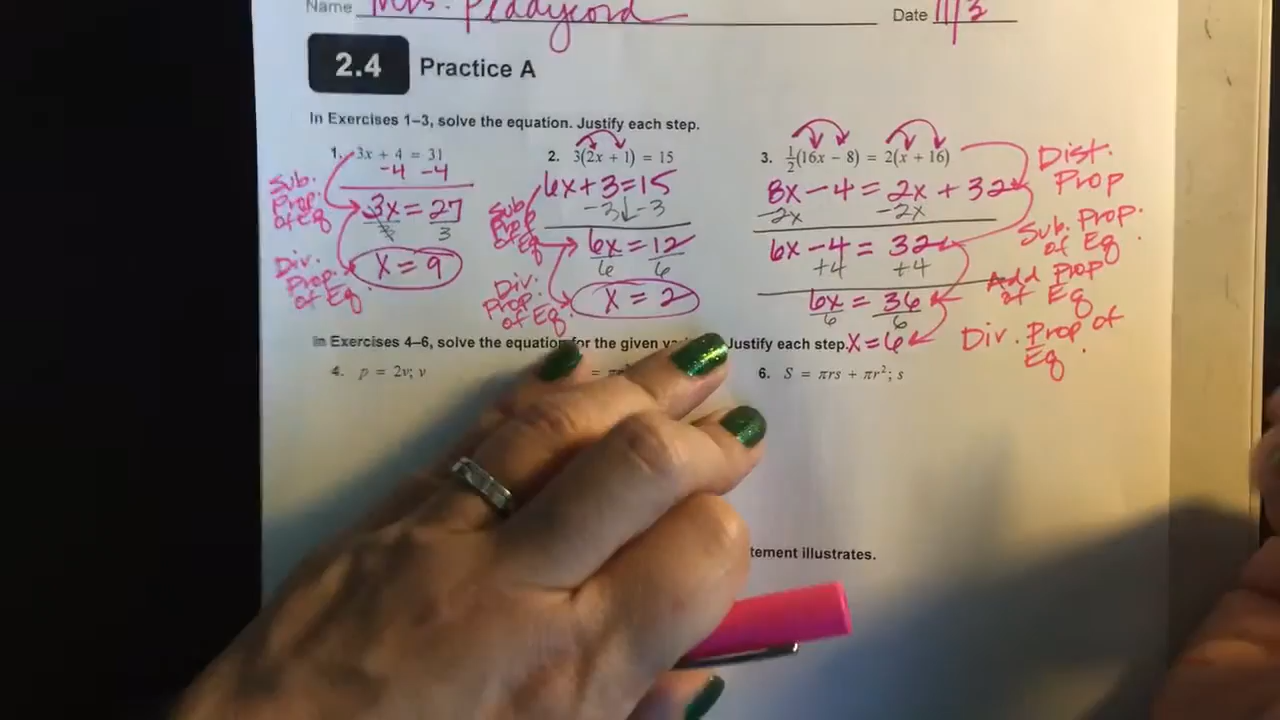 Name Mrs. Peddycord Date 11/3
2.4 Practice A
In Exercises 1–3, solve the equation. Justify each step.
1. 3x + 4 = 31
-4 -4
3x = 27
3 3
x = 9
Sub. Prop. of Eq
Div. Prop. of Eq.
2. 3(2x + 1) = 15
6x + 3 = 15
-3 -3
6x = 12
6 6
x = 2
Sub. Prop of Eq
Div. Prop. of Eq.
3. ½(16x − 8) = 2(x + 16)
8x − 4 = 2x + 32
-2x -2x
6x − 4 = 32
+4 +4
6x = 36
6 6
x = 6
Dist. Prop
Sub. Prop. of Eq.
Add Prop of Eq
Div. Prop of Eq.
In Exercises 4–6, solve the equation for the given Justify each step.
4. p = 2v; v
6. S = πrs + πr²; s
tement illustrates.